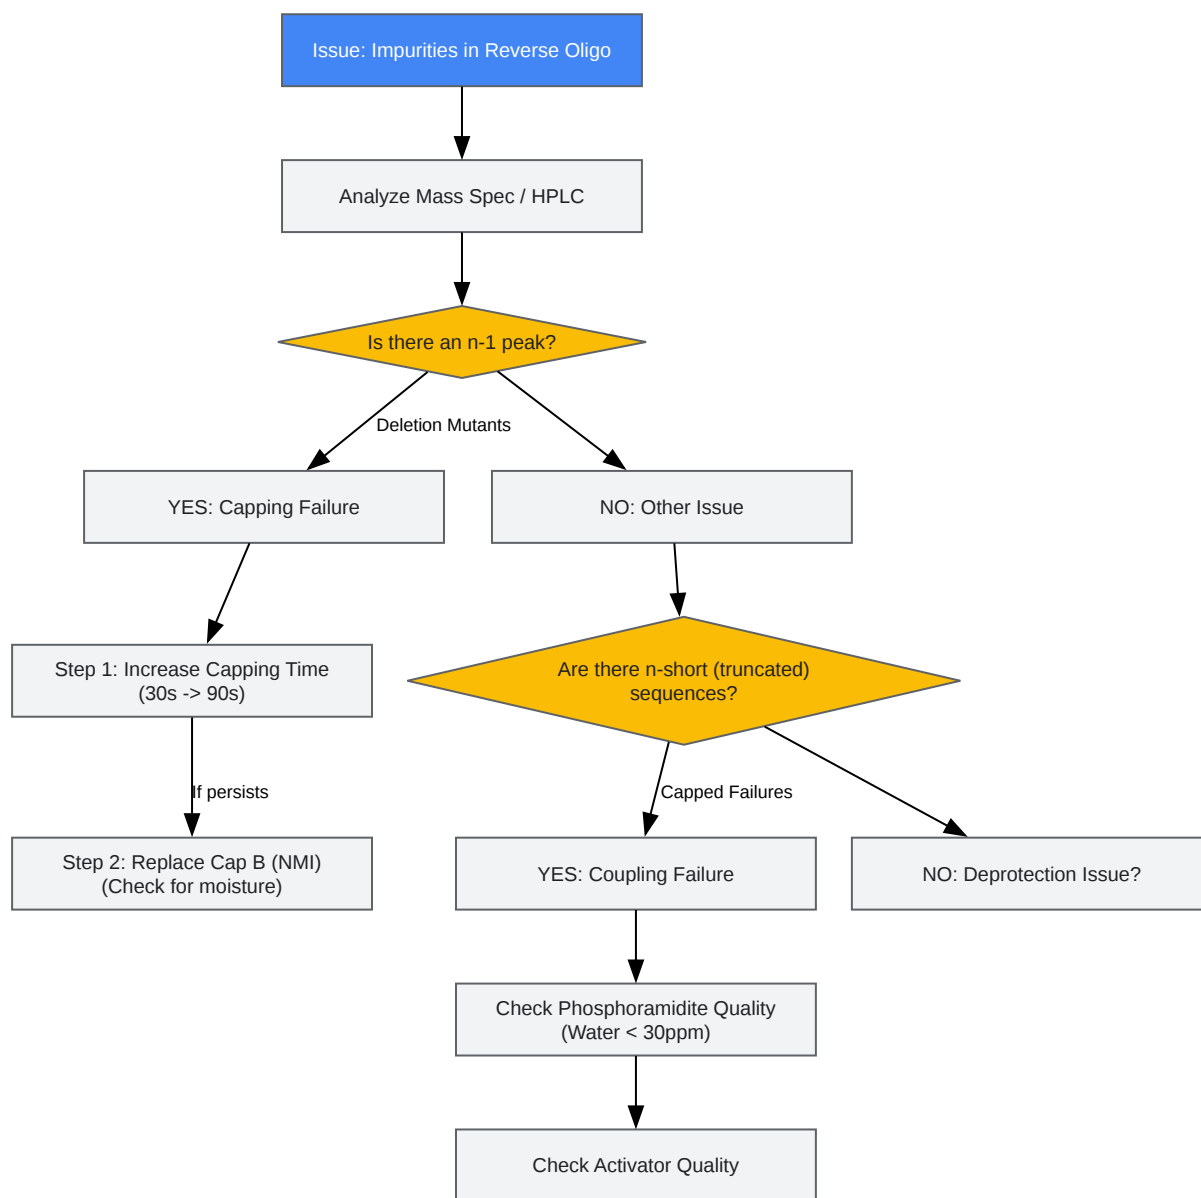 Issue: Impurities in Reverse Oligo
Analyze Mass Spec / HPLC
Is there an n-1 peak?
Deletion Mutants
YES: Capping Failure
NO: Other Issue
Step 1: Increase Capping Time
(30s -> 90s)
Are there n-short (truncated)
sequences?
If persists
Capped Failures
Step 2: Replace Cap B (NMI)
(Check for moisture)
YES: Coupling Failure
NO: Deprotection Issue?
Check Phosphoramidite Quality
(Water < 30ppm)
Check Activator Quality